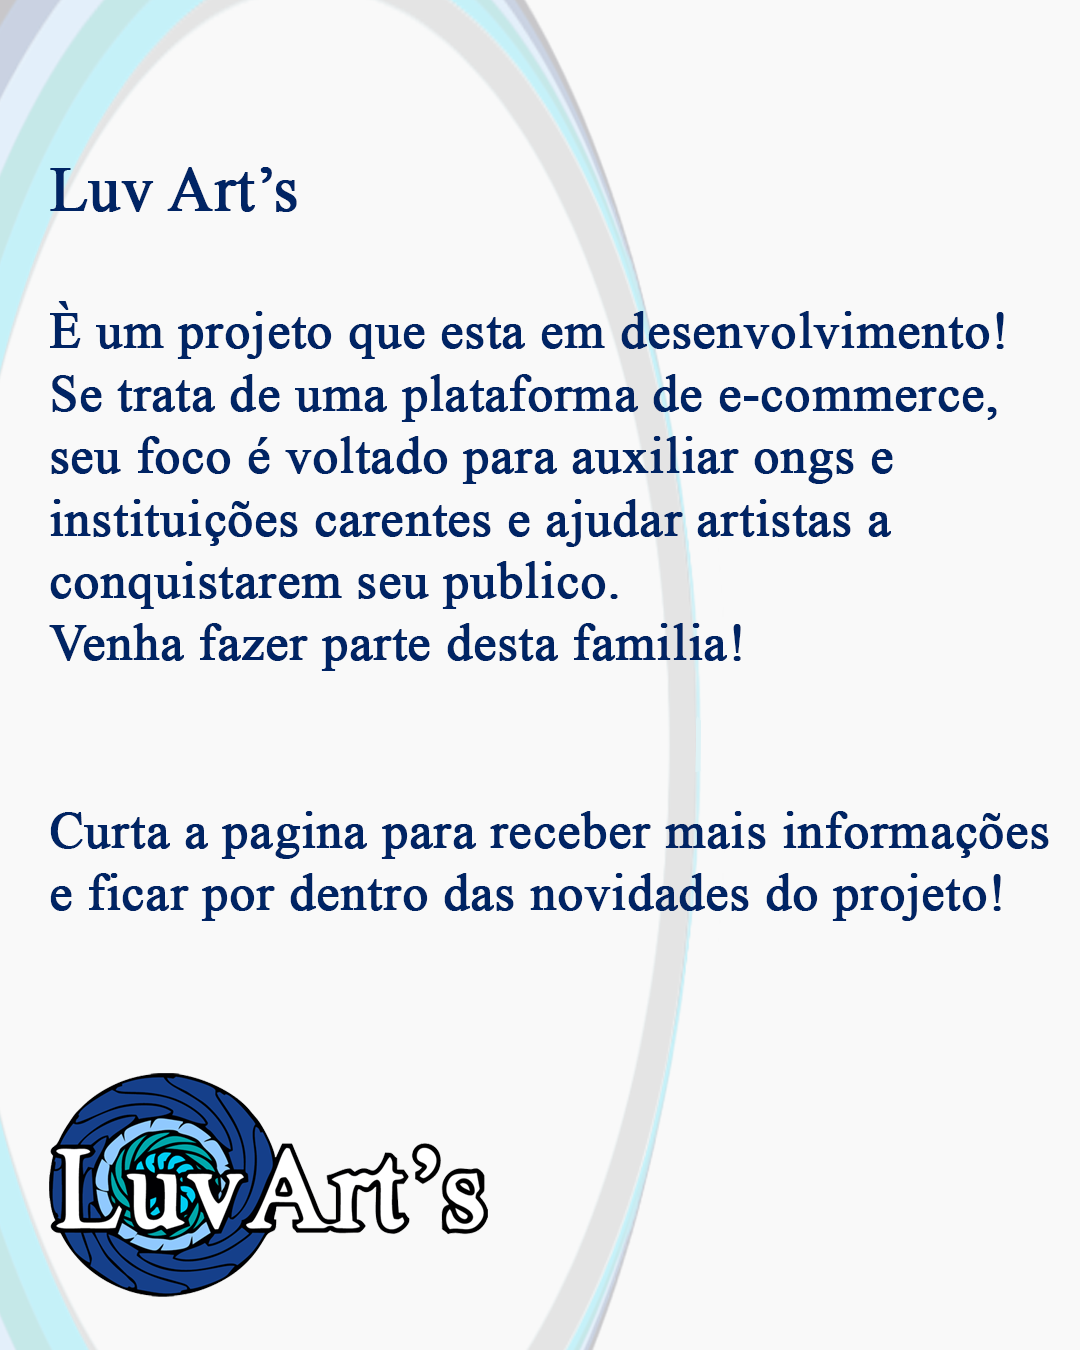 Luv Art’s
È um projeto que esta em desenvolvimento!
Se trata de uma plataforma de e-commerce,
seu foco é voltado para auxiliar ongs e
instituições carentes e ajudar artistas a
conquistarem seu publico.
Venha fazer parte desta familia!
Curta a pagina para receber mais informações
e ficar por dentro das novidades do projeto!
LuvArt’s